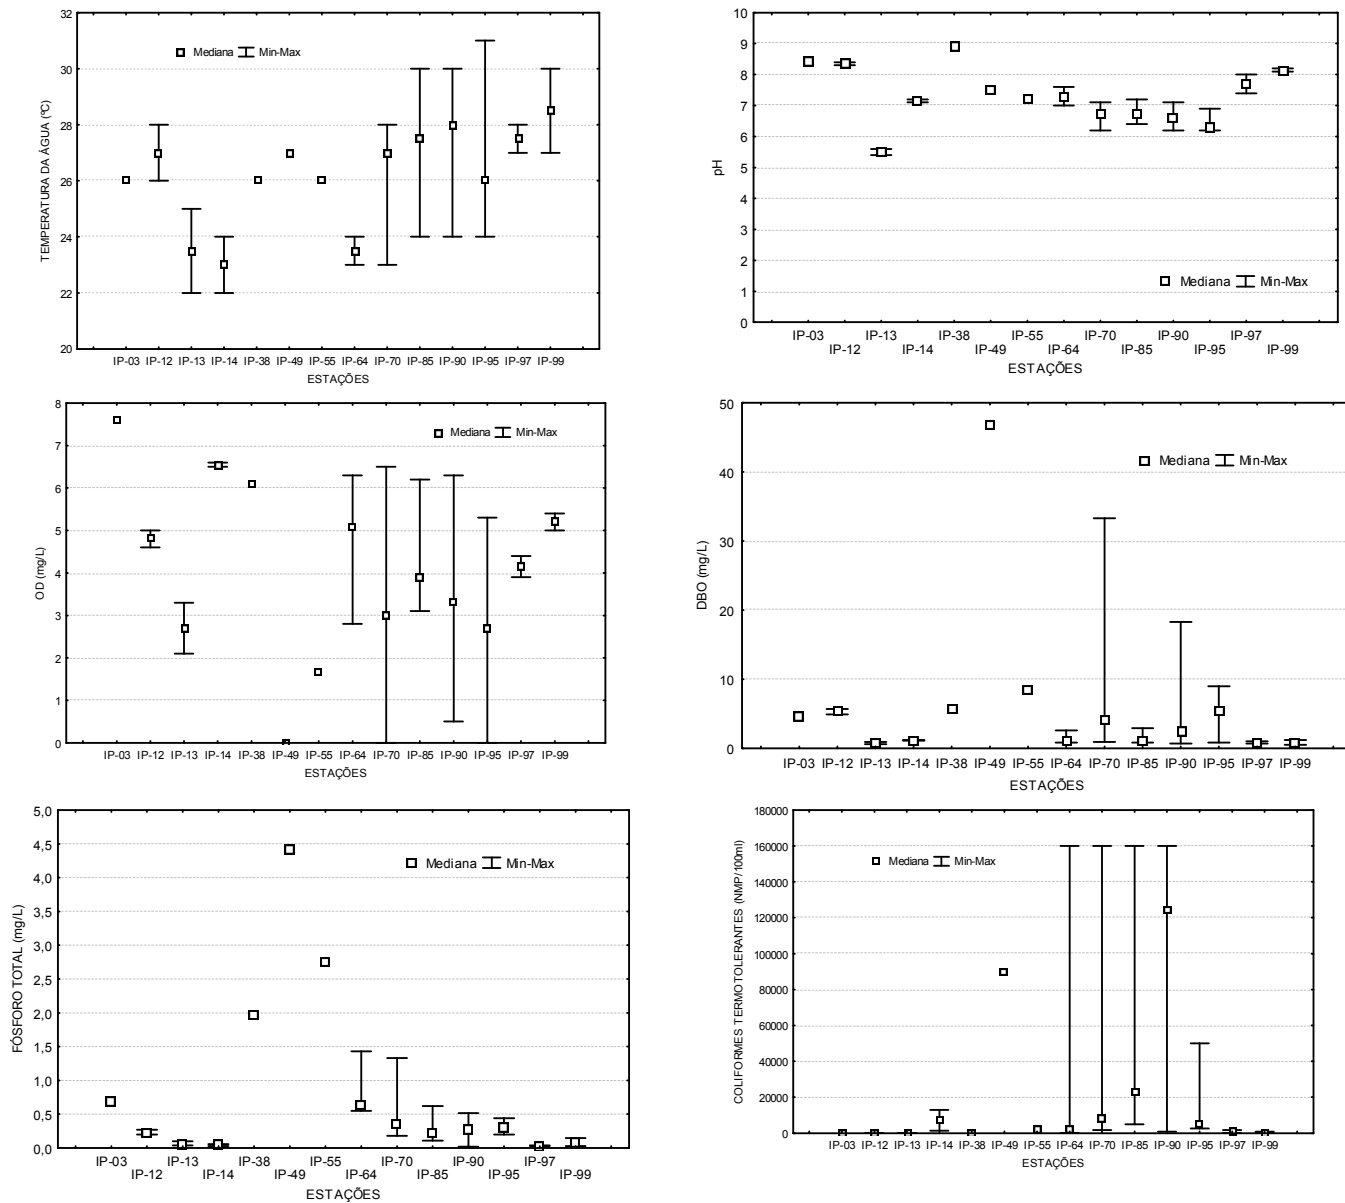 TEMPERATURA DA ÁGUA (ºC)
32
30
28
26
24
22
20
Mediana Min-Max
IP-03 IP-12 IP-13 IP-14 IP-38 IP-49 IP-55 IP-64 IP-70 IP-85 IP-90 IP-95 IP-97 IP-99
ESTAÇÕES
pH
10
9
8
7
6
5
4
3
2
1
0
Mediana Min-Max
IP-03 IP-13 IP-38 IP-55 IP-70 IP-90 IP-97
IP-12 IP-14 IP-49 IP-64 IP-85 IP-95 IP-99
ESTAÇÕES
OD (mg/L)
8
7
6
5
4
3
2
1
0
Mediana Min-Max
IP-03 IP-12 IP-13 IP-14 IP-38 IP-49 IP-55 IP-64 IP-70 IP-85 IP-90 IP-95 IP-97 IP-99
ESTAÇÕES
DBO (mg/L)
50
40
30
20
10
0
Mediana Min-Max
IP-03 IP-13 IP-38 IP-55 IP-70 IP-90 IP-97
IP-12 IP-14 IP-49 IP-64 IP-85 IP-95 IP-99
ESTAÇÕES
FÓSFORO TOTAL (mg/L)
5,0
4,5
4,0
3,5
3,0
2,5
2,0
1,5
1,0
0,5
0,0
Mediana Min-Max
IP-03 IP-13 IP-38 IP-55 IP-70 IP-90 IP-97
IP-12 IP-14 IP-49 IP-64 IP-85 IP-95 IP-99
ESTAÇÕES
COLIFORMES TERMOTOLERANTES (NMP/100ml)
180000
160000
140000
120000
100000
80000
60000
40000
20000
0
Mediana Min-Max
IP-03 IP-12 IP-13 IP-14 IP-38 IP-49 IP-55 IP-64 IP-70 IP-85 IP-90 IP-95 IP-97 IP-99
ESTAÇÕES